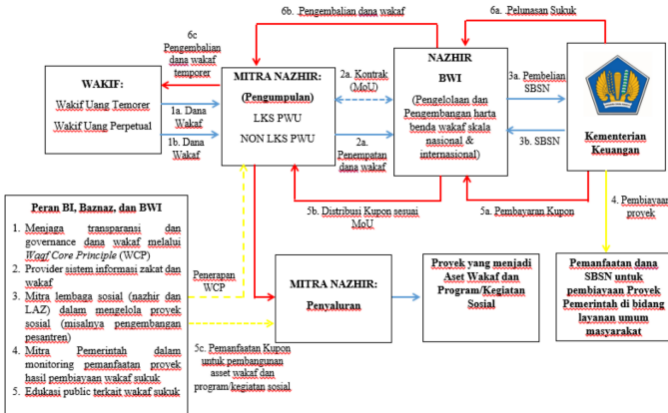 6b. Pengembalian dana wakaf
6a. Pelunasan Sukuk
6c
Pengembalian
dana wakaf
temporer
WAKIF:
Wakif Uang Temorer
Wakif Uang Perpetual
1a. Dana
Wakaf
1b. Dana
Wakaf
MITRA NAZHIR:
(Pengumpulan)
LKS PWU
NON LKS PWU
2a. Kontrak
(MoU)
2a.
Penempatan
dana wakaf
NAZHIR
BWI
(Pengelolaan dan
Pengembangan harta
benda wakaf skala
nasional &
internasional)
3a. Pembelian
SBSN
3b. SBSN
Kementerian
Keuangan
5b. Distribusi Kupon sesuai
MoU
5a. Pembayaran Kupon
4. Pembiayaan
proyek
Peran BI, Baznaz, dan BWI
1. Menjaga transparansi dan
governance dana wakaf melalui
Waqf Core Principle (WCP)
2. Provider sistem informasi zakat dan
wakaf
3. Mitra lembaga sosial (nazhir dan
LAZ) dalam mengelola proyek
sosial (misalnya pengembangan
pesantren)
4. Mitra Pemerintah dalam
monitoring pemanfaatan proyek
hasil pembiayaan wakaf sukuk
5. Edukasi public terkait wakaf sukuk
Penerapan
WCP
MITRA NAZHIR:
Penyaluran
Proyek yang menjadi
Aset Wakaf dan
Program/Kegiatan
Sosial
Pemanfaatan dana
SBSN untuk
pembiayaan Proyek
Pemerintah di bidang
layanan umum
masyarakat
5c. Pemanfaatan Kupon
untuk pembangunan
asset wakaf dan
program/kegiatan sosial